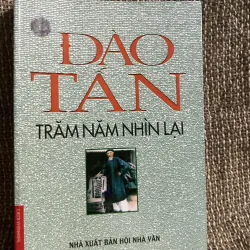 ĐÀO
TẤN
TRĂM NĂM NHÌN LẠI
NHÀ XUẤT BẢN HỘI NHÀ VĂN